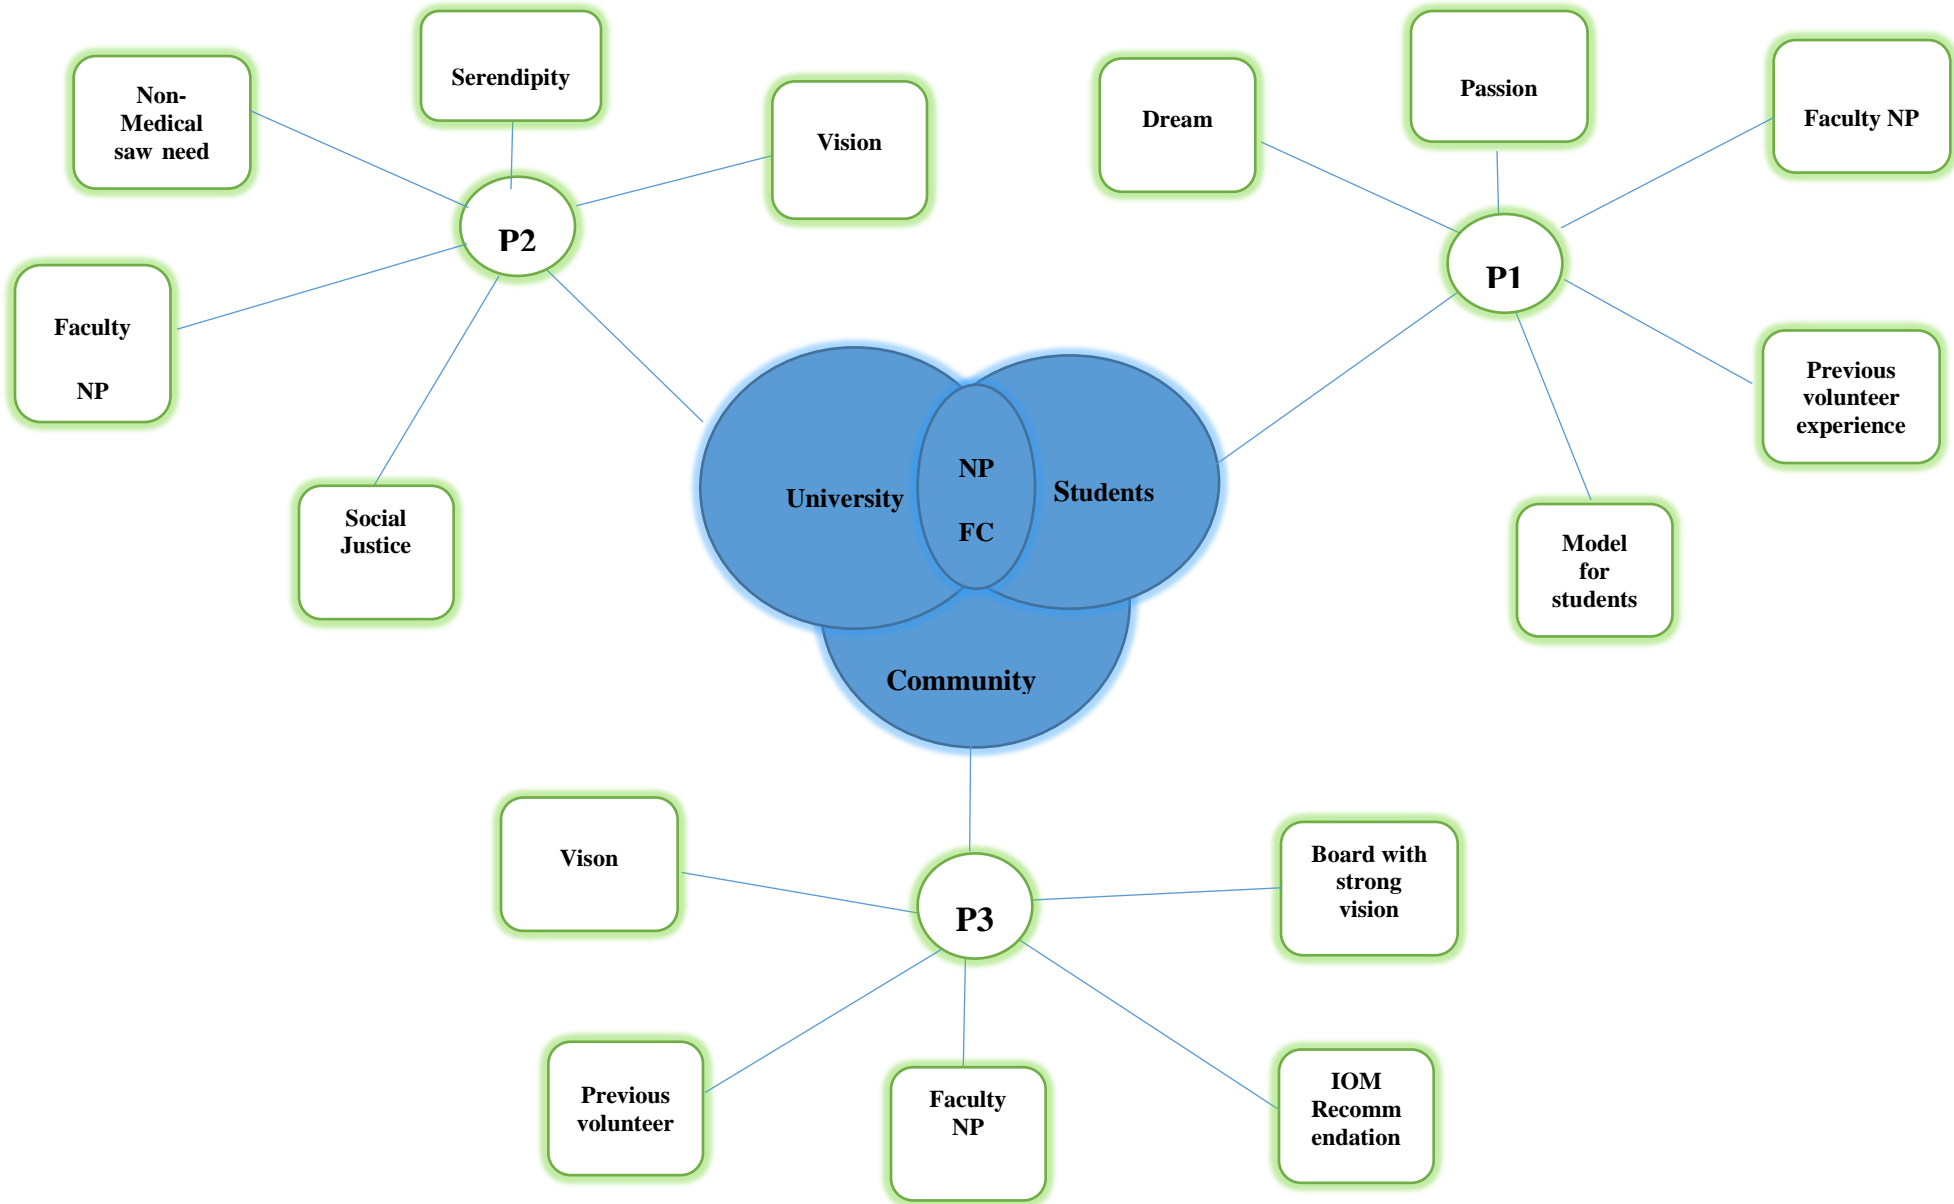 Serendipity
Non-
Medical
saw need
Vision
P2
Faculty
NP
Social
Justice
Passion
Dream
Faculty NP
P1
Previous
volunteer
experience
Model
for
students
University
NP
FC
Students
Community
Vison
Board with
strong
vision
P3
Previous
volunteer
Faculty
NP
IOM
Recomm
endation